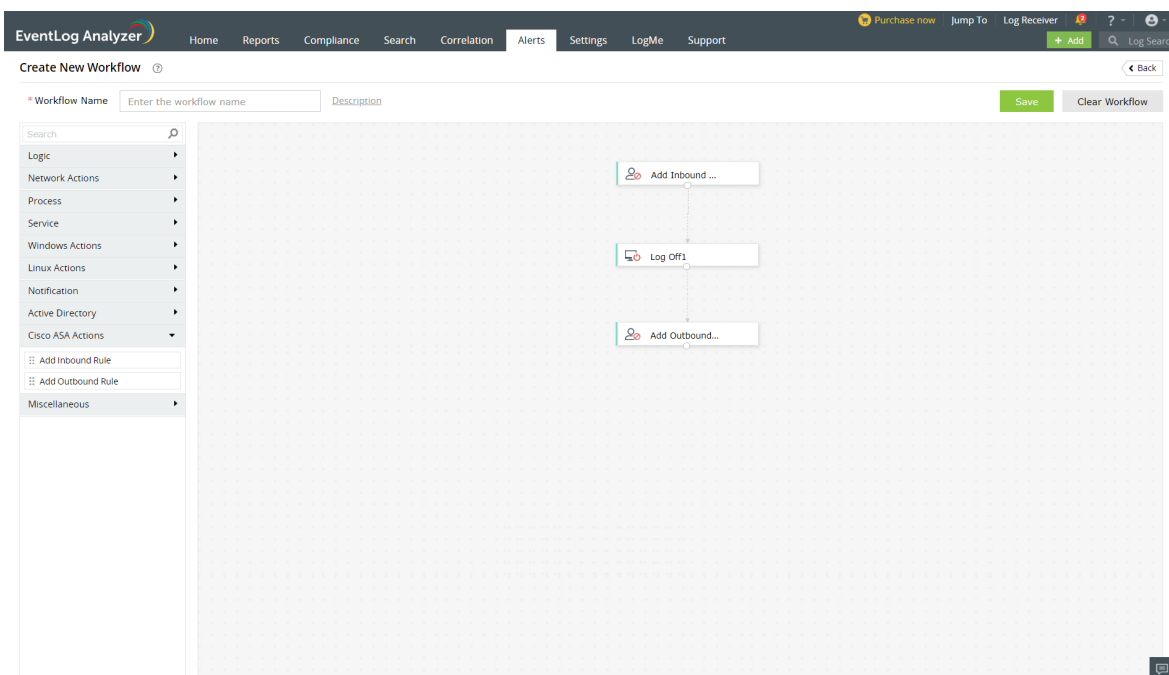 Purchase now Jump To Log Receiver 2 ?
EventLog Analyzer Home Reports Compliance Search Correlation Alerts Settings LogMe Support
+ Add Log Sear
Create New Workflow ? Back
* Workflow Name Enter the workflow name Description Save Clear Workflow
Search
Logic
Network Actions
Process
Service
Windows Actions
Linux Actions
Notification
Active Directory
Cisco ASA Actions
Add Inbound Rule
Add Outbound Rule
Miscellaneous
Add Inbound ...
Log Off1
Add Outbound...